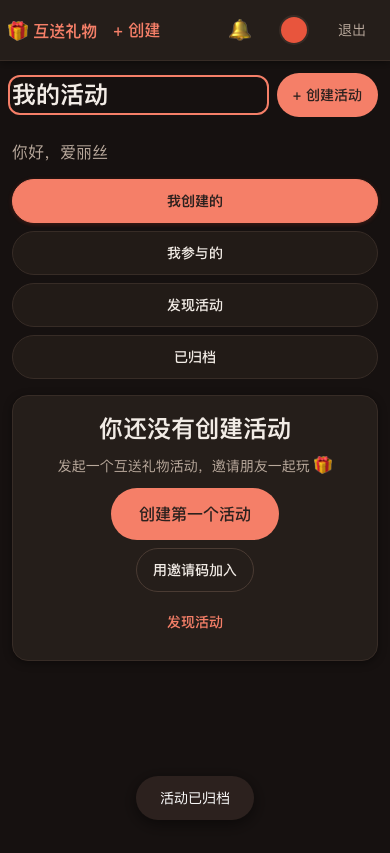 互送礼物 + 创建 退出
我的活动 + 创建活动
你好，爱丽丝
我创建的
我参与的
发现活动
已归档
你还没有创建活动
发起一个互送礼物活动，邀请朋友一起玩 🎁
创建第一个活动
用邀请码加入
发现活动
活动已归档